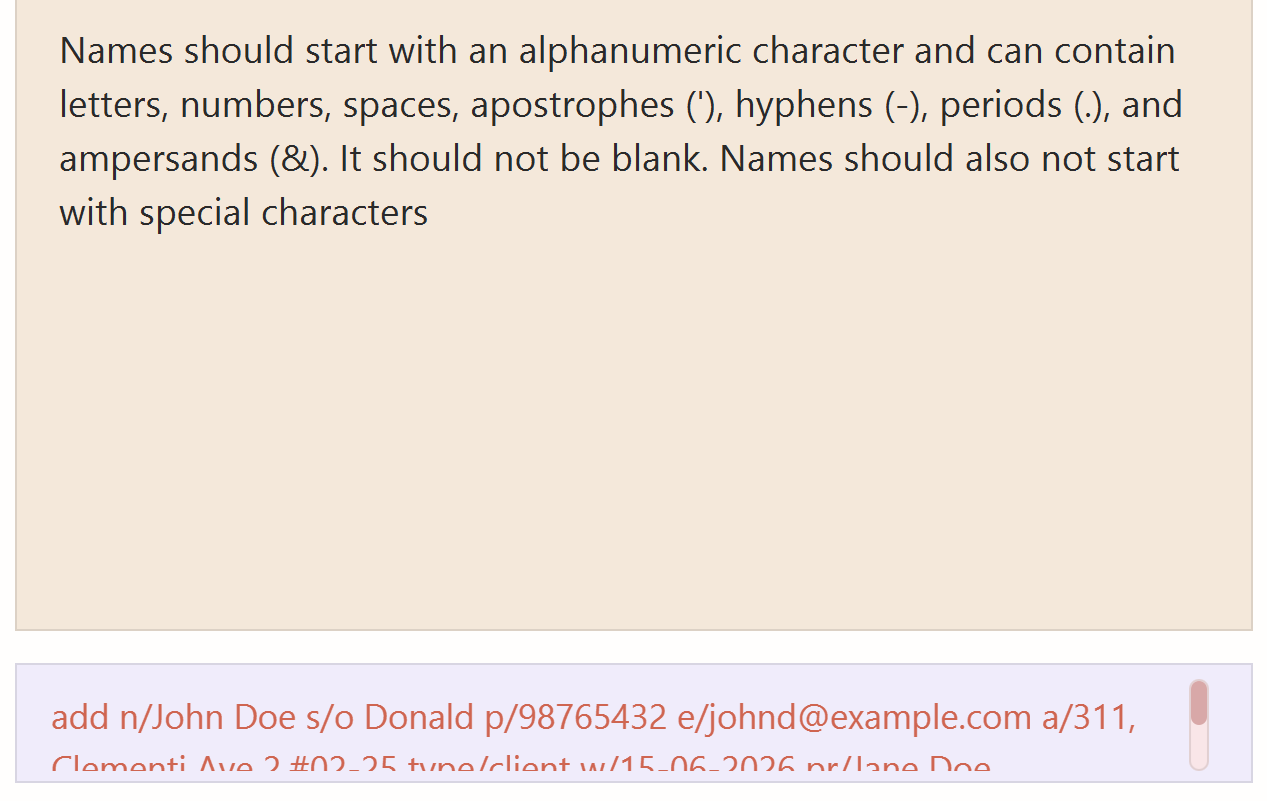 Names should start with an alphanumeric character and can contain
letters, numbers, spaces, apostrophes ('), hyphens (-), periods (.), and
ampersands (&). It should not be blank. Names should also not start
with special characters
add n/John Doe s/o Donald p/98765432 e/johnd@example.com a/311,
Clementi Ave 2 #02-25 type/client w/15-06-2026 pr/Jane Doe